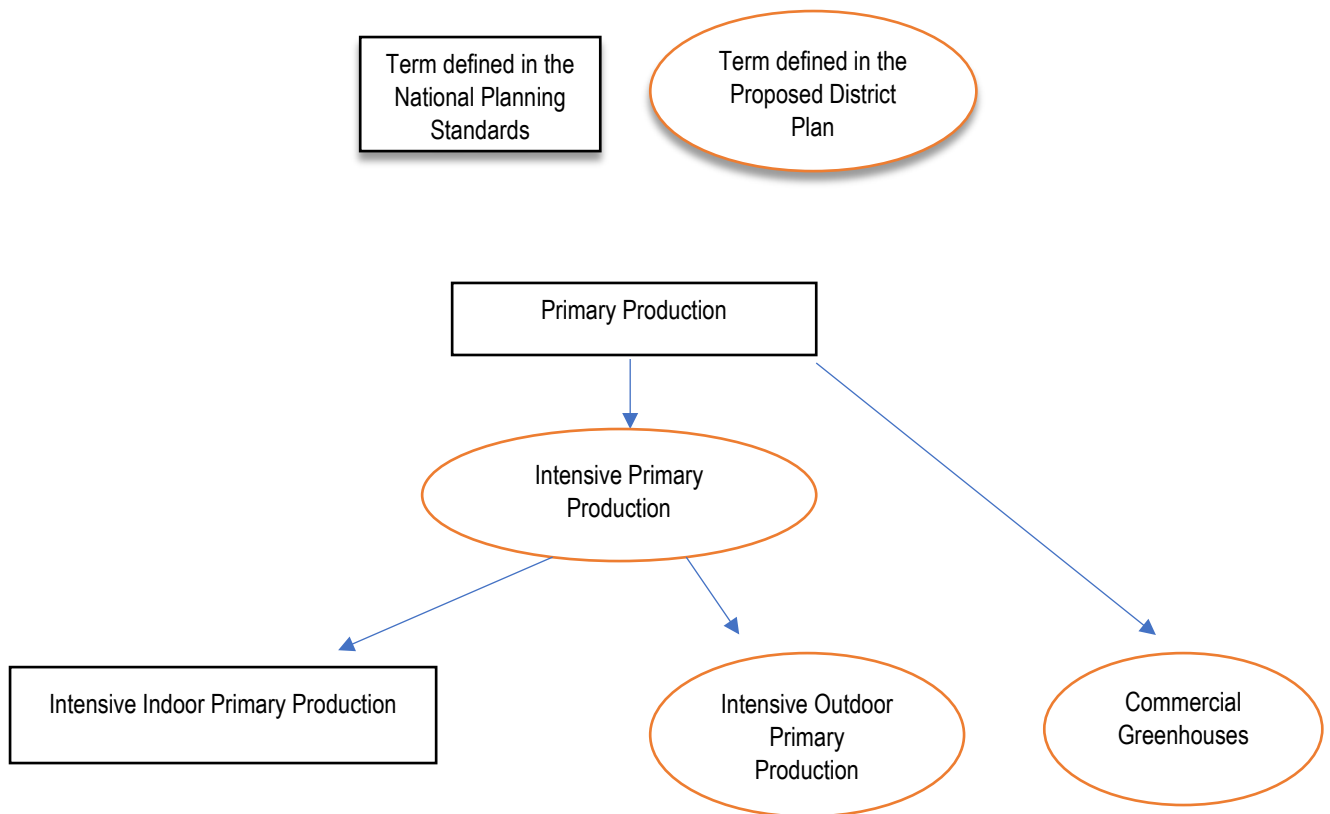 Term defined in the
National Planning
Standards
Term defined in the
Proposed District
Plan
Primary Production
Intensive Primary
Production
Intensive Indoor Primary Production
Intensive Outdoor
Primary
Production
Commercial
Greenhouses